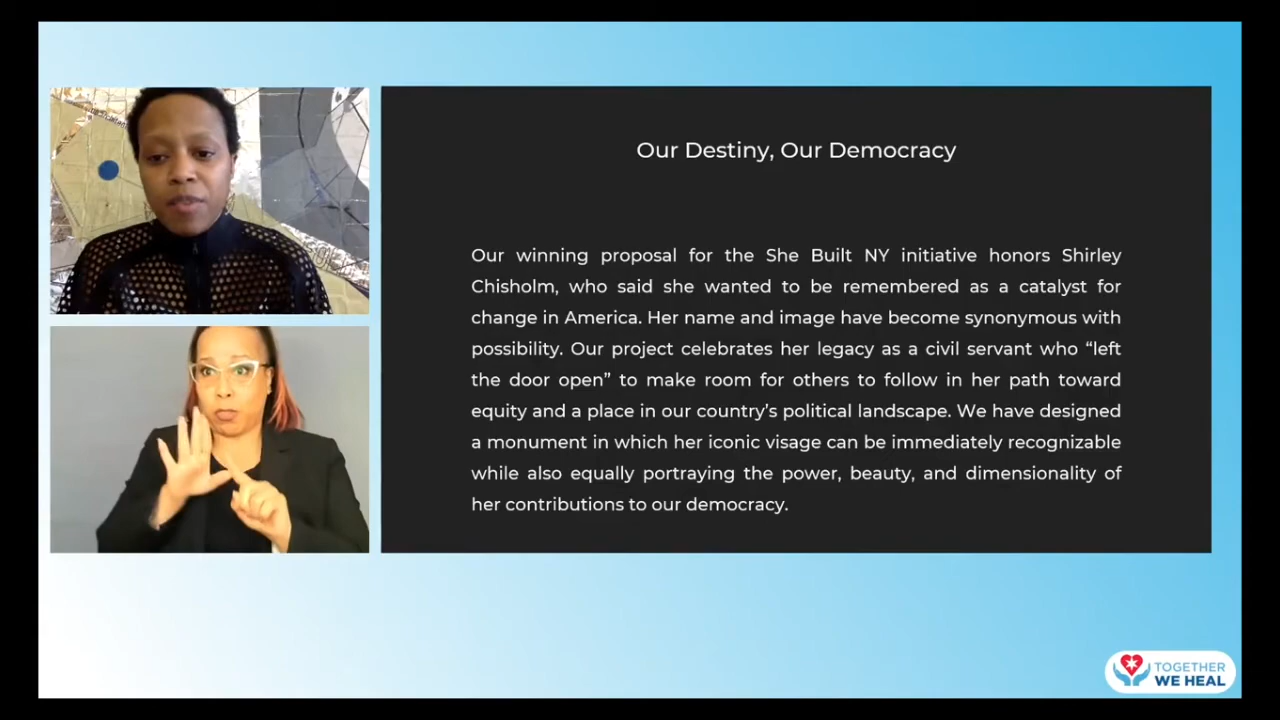 Our Destiny, Our Democracy
Our winning proposal for the She Built NY initiative honors Shirley
Chisholm, who said she wanted to be remembered as a catalyst for
change in America. Her name and image have become synonymous with
possibility. Our project celebrates her legacy as a civil servant who “left
the door open” to make room for others to follow in her path toward
equity and a place in our country’s political landscape. We have designed
a monument in which her iconic visage can be immediately recognizable
while also equally portraying the power, beauty, and dimensionality of
her contributions to our democracy.
TOGETHER
WE HEAL